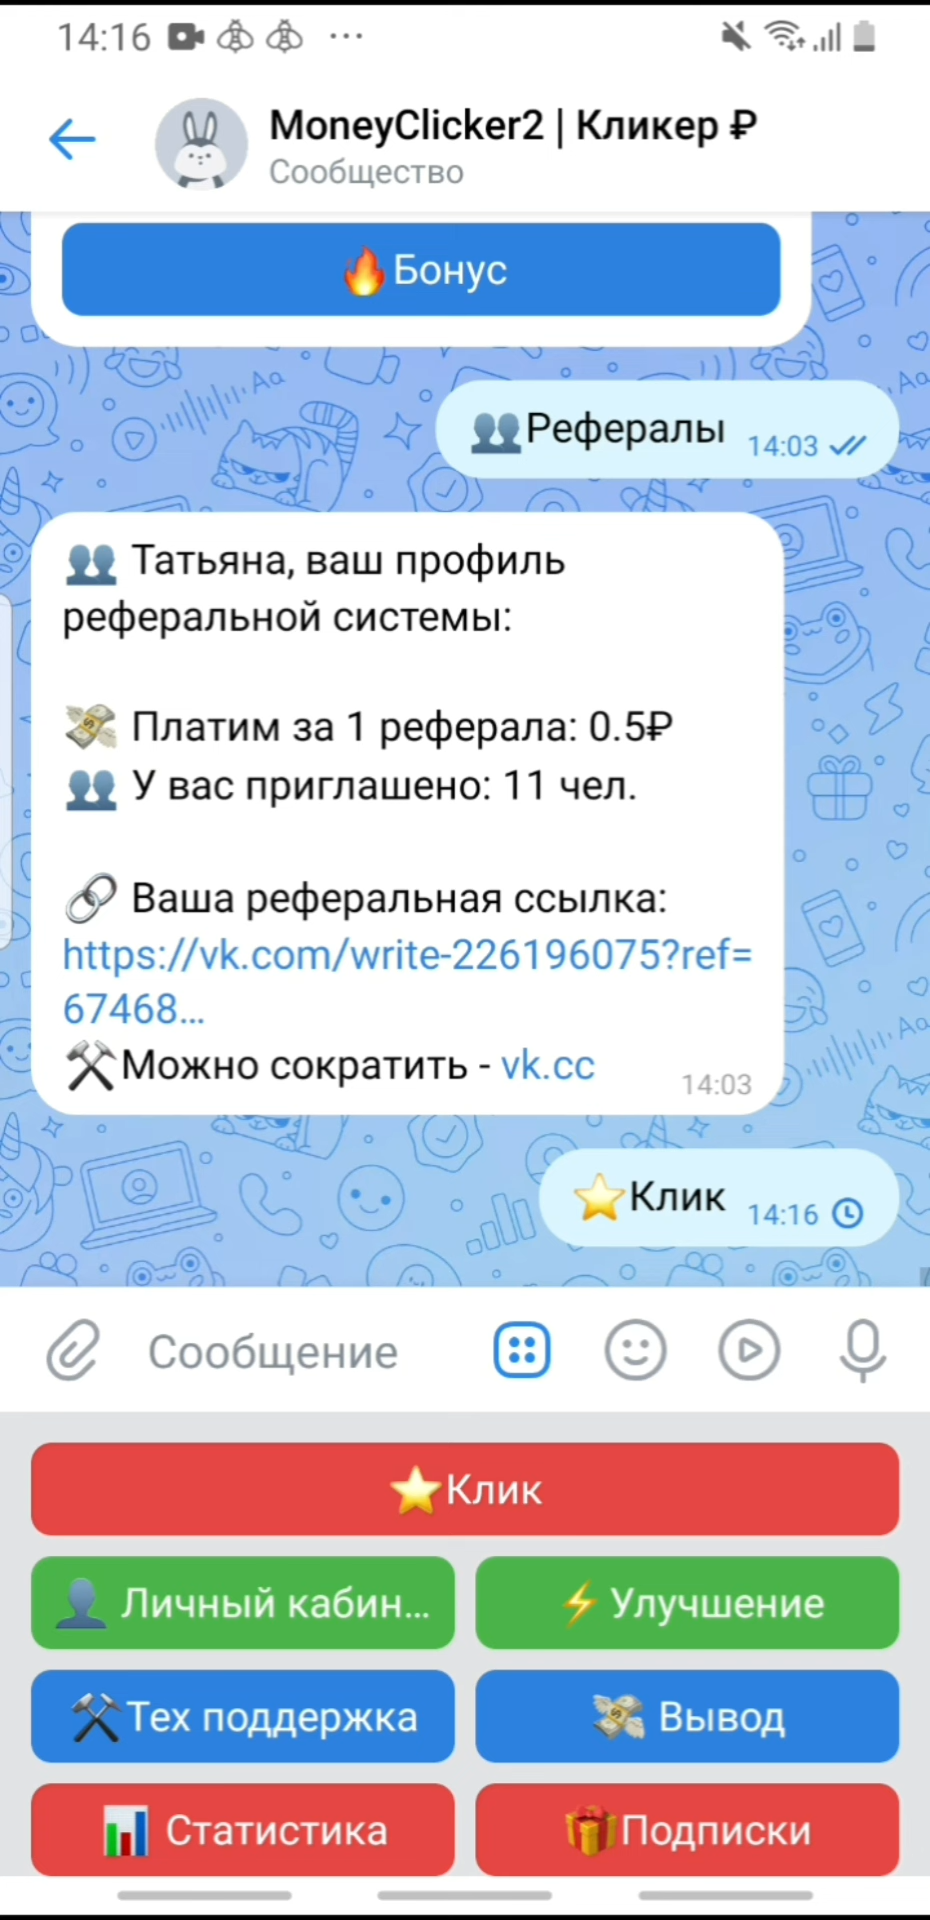 14:16
MoneyClicker2 | Кликер ₽
Сообщество
🔥Бонус
👥Рефералы 14:03
👥 Татьяна, ваш профиль
реферальной системы:
💸 Платим за 1 реферала: 0.5₽
👥 У вас приглашено: 11 чел.
🔗 Ваша реферальная ссылка:
https://vk.com/write-226196075?ref=
67468...
⚒Можно сократить - vk.cc
14:03
⭐Клик 14:16
Сообщение
⭐Клик
👤 Личный кабин...
⚡Улучшение
⚒Тех поддержка
💸 Вывод
📊 Статистика
🎁Подписки